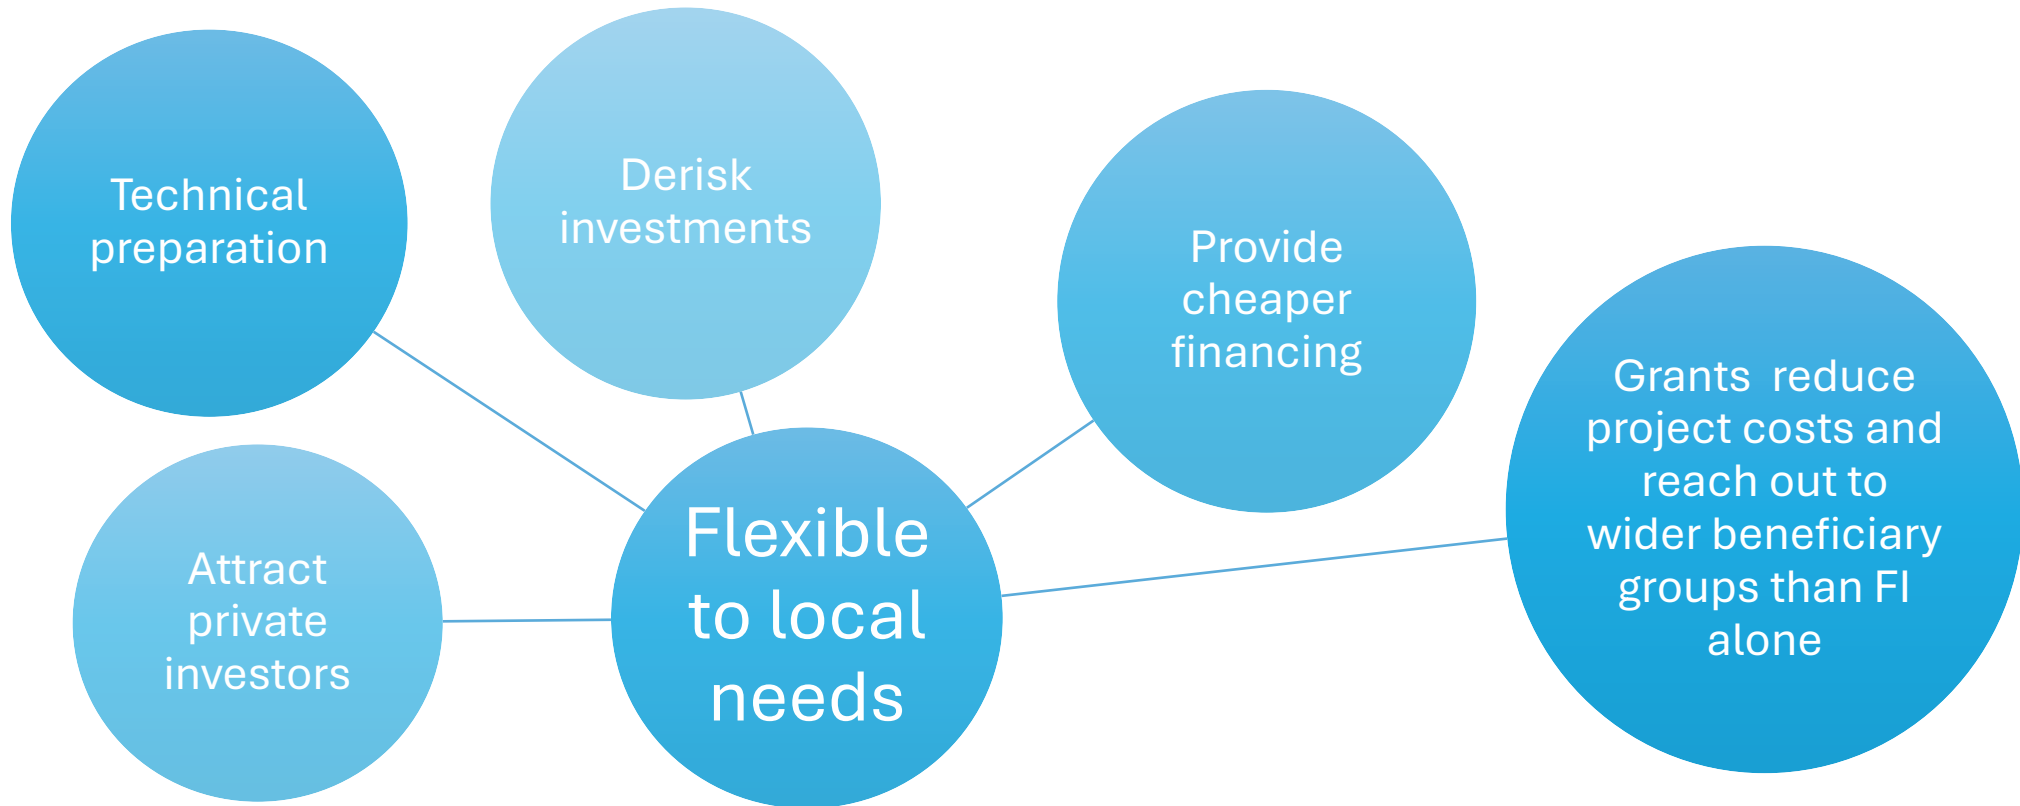 Technical
preparation
Derisk
investments
Provide
cheaper
financing
Grants  reduce
project costs and
reach out to
wider beneficiary
groups than FI
alone
Attract
private
investors
Flexible
to local
needs